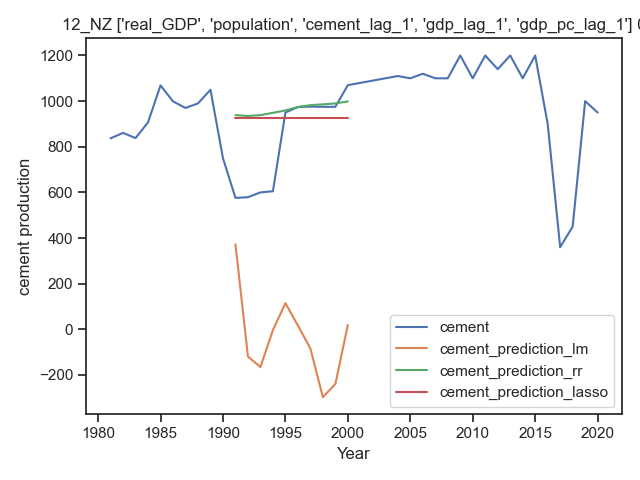 12_NZ ['real_GDP', 'population', 'cement_lag_1', 'gdp_lag_1', 'gdp_pc_lag_1']
1200
1000
800
600
400
200
0
−200
cement production
1980
1985
1990
1995
2000
2005
2010
2015
2020
Year
cement
cement_prediction_lm
cement_prediction_rr
cement_prediction_lasso